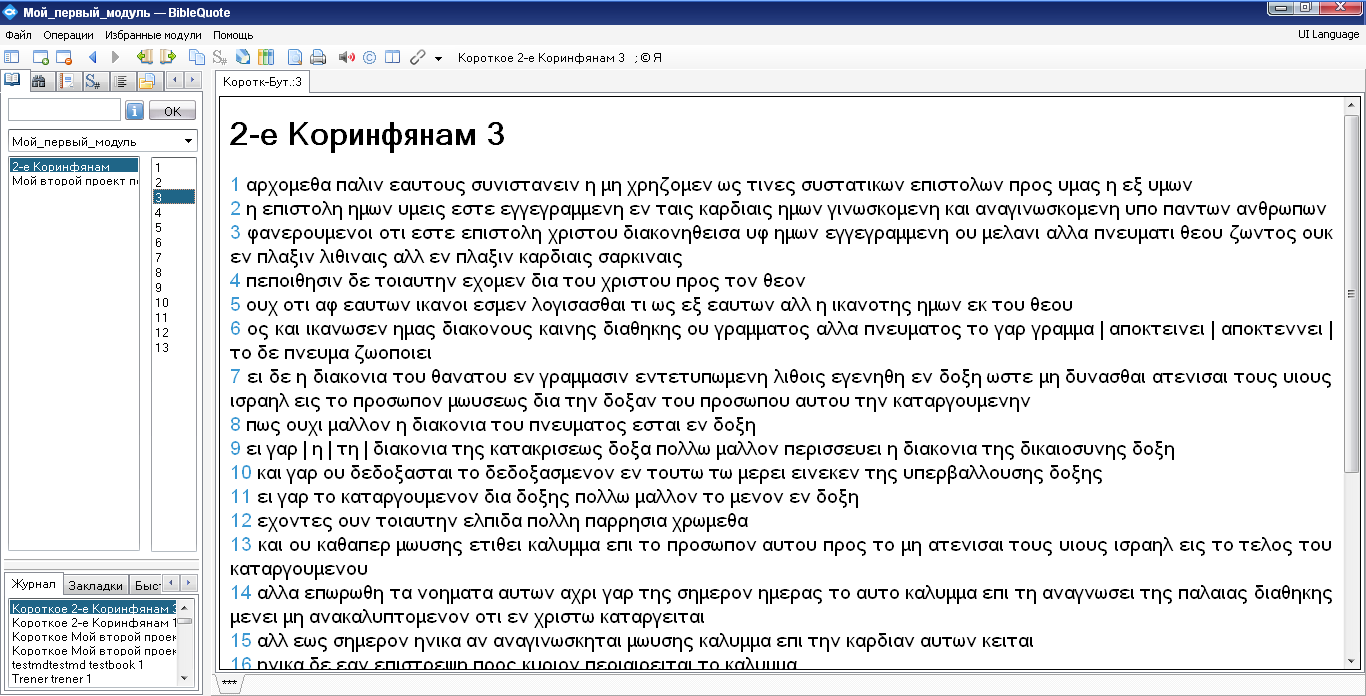 Мой_первый_модуль — BibleQuote
Файл Операции Избранные модули Помощь UI Language
Короткое 2-е Коринфянам 3 ; © Я
Коротк-Бут.:3
OK
Мой_первый_модуль
2-е Коринфянам
Мой второй проект
1
2
3
4
5
6
7
8
9
10
11
12
13
Журнал Закладки Быс
Короткое 2-е Коринфянам 3
Короткое 2-е Коринфянам 1
Короткое Мой второй проек
Короткое Мой второй проек
testmdtestmd testbook 1
Trener trener 1
2-е Коринфянам 3
1 αρχομεθα παλιν εαυτους συνιστανειν η μη χρηζομεν ως τινες συστατικων επιστολων προς υμας η εξ υμων
2 η επιστολη ημων υμεις εστε εγγεγραμμενη εν ταις καρδιαις ημων γινωσκομενη και αναγινωσκομενη υπο παντων ανθρωπων
3 φανερουμενοι οτι εστε επιστολη χριστου διακονηθεισα υφ ημων εγγεγραμμενη ου μελανι αλλα πνευματι θεου ζωντος ουκ
εν πλαξιν λιθιναις αλλ εν πλαξιν καρδιαις σαρκιναις
4 πεποιθησιν δε τοιαυτην εχομεν δια του χριστου προς τον θεον
5 ουχ οτι αφ εαυτων ικανοι εσμεν λογισασθαι τι ως εξ εαυτων αλλ η ικανοτης ημων εκ του θεου
6 ος και ικανωσεν ημας διακονους καινης διαθηκης ου γραμματος αλλα πνευματος το γαρ γραμμα | αποκτεινει | αποκτεννει |
το δε πνευμα ζωοποιει
7 ει δε η διακονια του θανατου εν γραμμασιν εντετυπωμενη λιθοις εγενηθη εν δοξη ωστε μη δυνασθαι ατενισαι τους υιους
ισραηλ εις το προσωπον μωυσεως δια την δοξαν του προσωπου αυτου την καταργουμενην
8 πως ουχι μαλλον η διακονια του πνευματος εσται εν δοξη
9 ει γαρ | η | τη | διακονια της κατακρισεως δοξα πολλω μαλλον περισσευει η διακονια της δικαιοσυνης δοξη
10 και γαρ ου δεδοξασται το δεδοξασμενον εν τουτω τω μερει εινεκεν της υπερβαλλουσης δοξης
11 ει γαρ το καταργουμενον δια δοξης πολλω μαλλον το μενον εν δοξη
12 εχοντες ουν τοιαυτην ελπιδα πολλη παρρησια χρωμεθα
13 και ου καθαπερ μωυσης ετιθει καλυμμα επι το προσωπον αυτου προς το μη ατενισαι τους υιους ισραηλ εις το τελος του
καταργουμενου
14 αλλα επωρωθη τα νοηματα αυτων αχρι γαρ της σημερον ημερας το αυτο καλυμμα επι τη αναγνωσει της παλαιας διαθηκης
μενει μη ανακαλυπτομενον οτι εν χριστω καταργειται
15 αλλ εως σημερον ηνικα αν αναγινωσκηται μωυσης καλυμμα επι την καρδιαν αυτων κειται
16 ηνικα δε εαν επιστρεψη προς κυριον περιαιρειται το καλυμμα
***